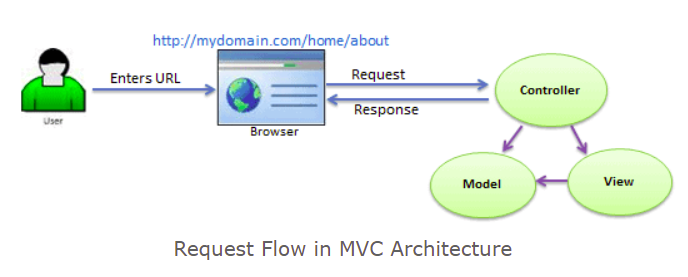 http://mydomain.com/home/about
Enters URL
User
Browser
Request
Response
Controller
Model
View
Request Flow in MVC Architecture